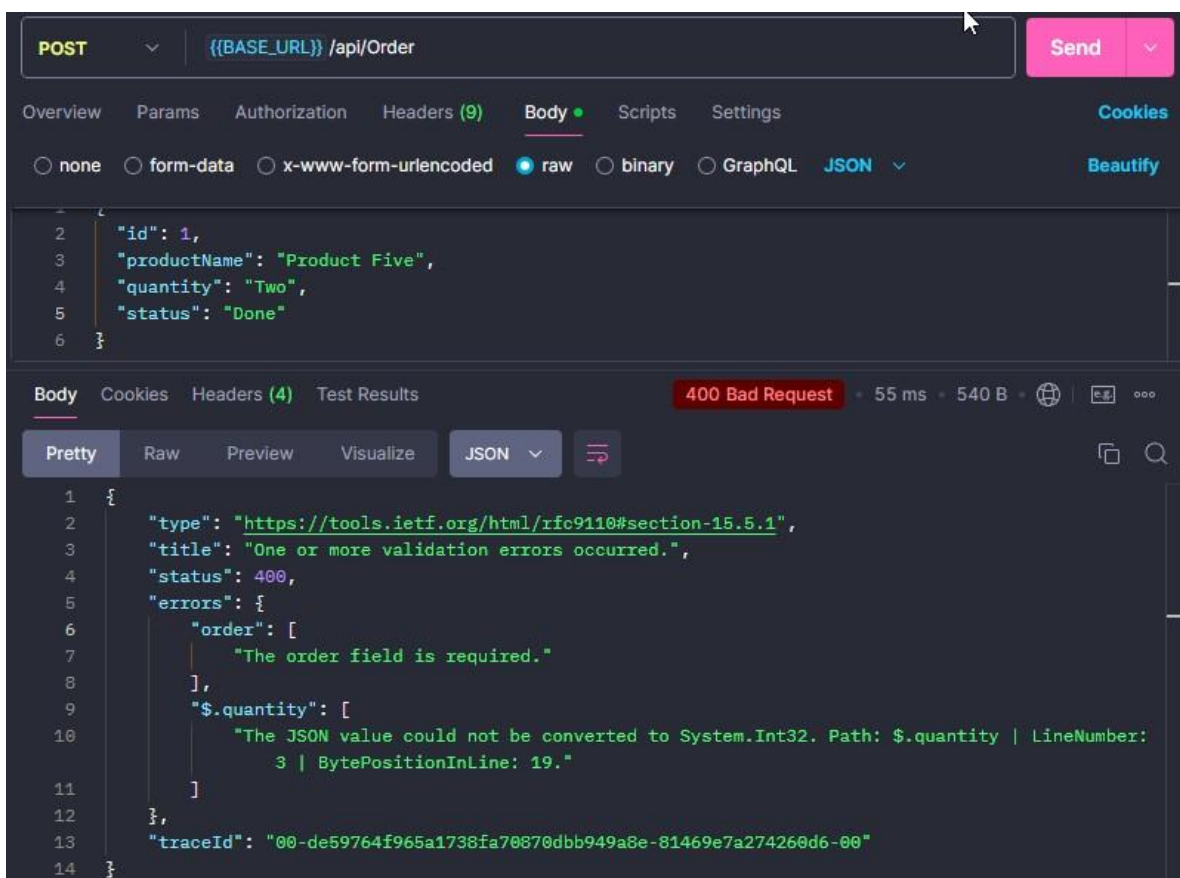 POST {{BASE_URL}} /api/Order Send
Overview Params Authorization Headers (9) Body Scripts Settings Cookies
none form-data x-www-form-urlencoded raw binary GraphQL JSON Beautify
1 {
2 "id": 1,
3 "productName": "Product Five",
4 "quantity": "Two",
5 "status": "Done"
6 }
Body Cookies Headers (4) Test Results 400 Bad Request 55 ms 540 B e.g.
Pretty Raw Preview Visualize JSON
1 {
2 "type": "https://tools.ietf.org/html/rfc9110#section-15.5.1",
3 "title": "One or more validation errors occurred.",
4 "status": 400,
5 "errors": {
6 "order": [
7 "The order field is required."
8 ],
9 "$.quantity": [
10 "The JSON value could not be converted to System.Int32. Path: $.quantity | LineNumber:
3 | BytePositionInLine: 19."
11 ]
12 },
13 "traceId": "00-de59764f965a1738fa70870dbb949a8e-81469e7a274260d6-00"
14 }